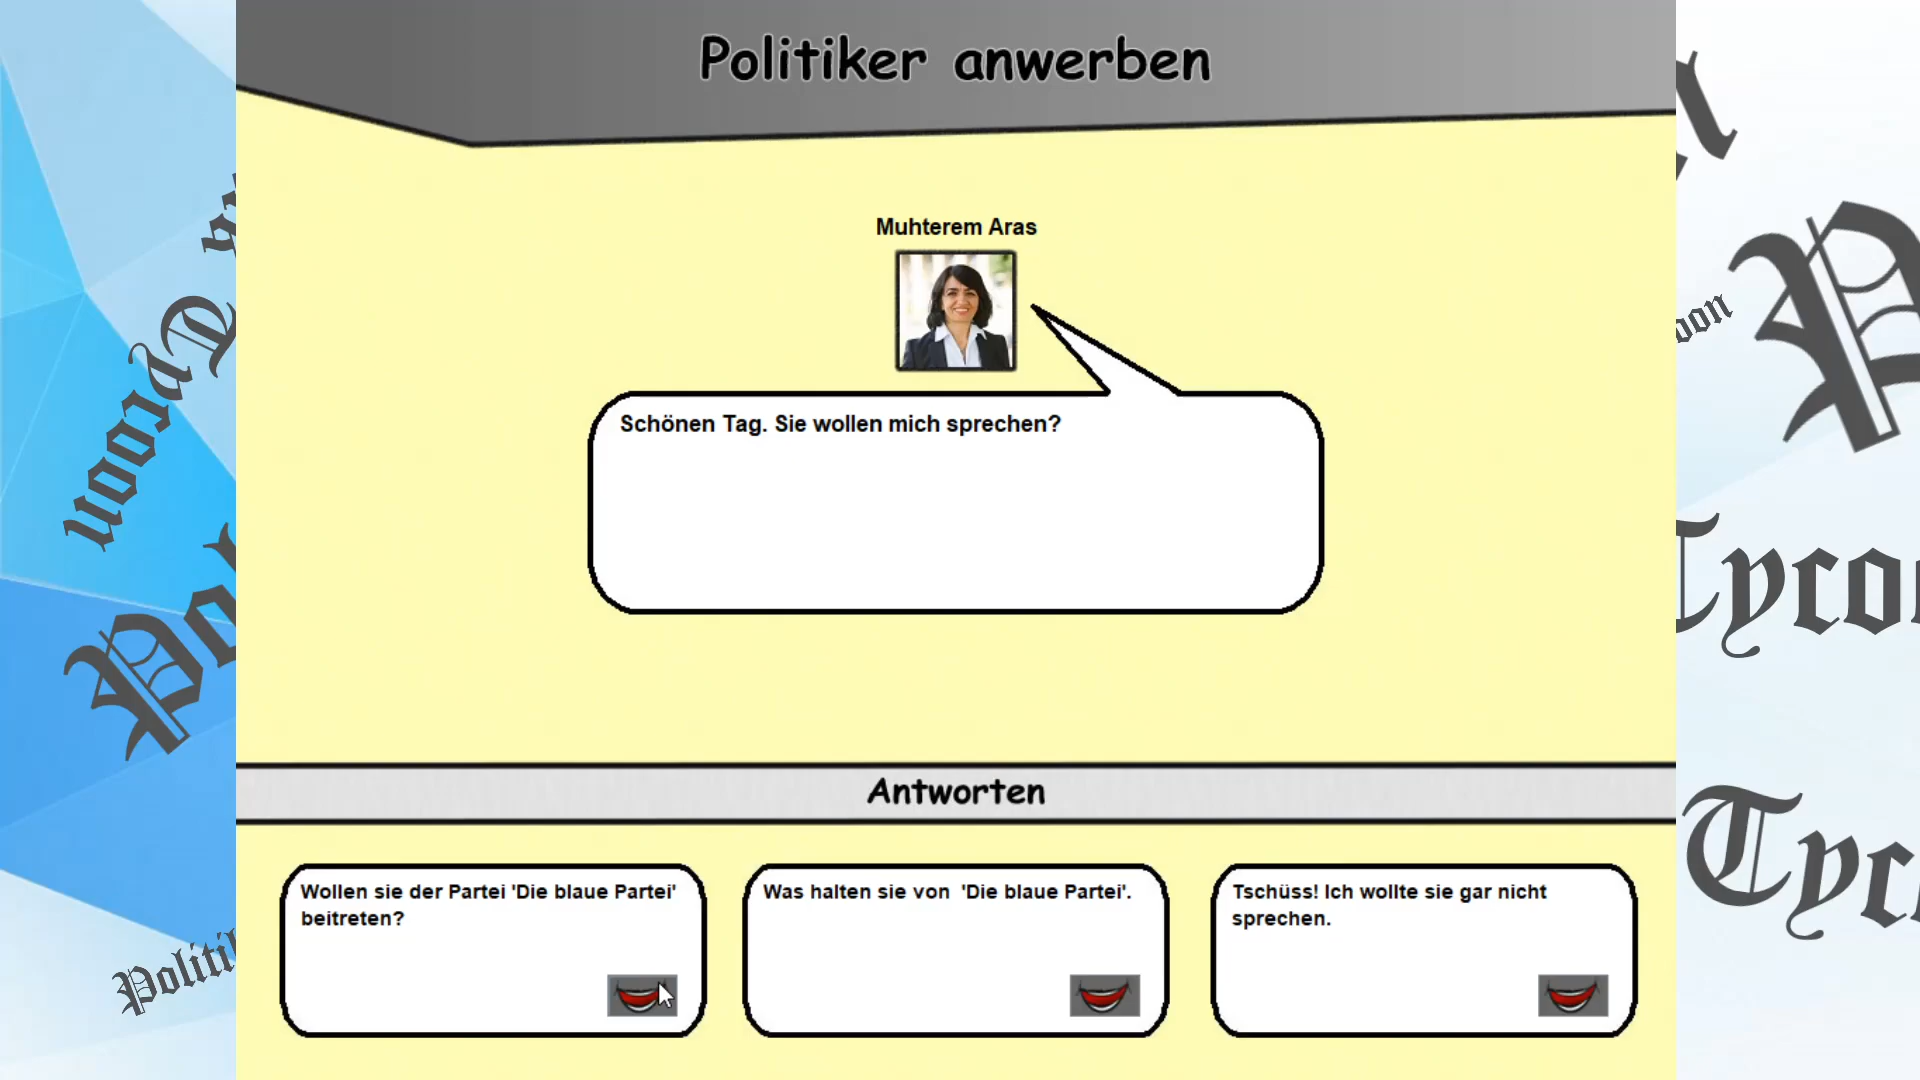 Politiker anwerben
Muhterem Aras
Schönen Tag. Sie wollen mich sprechen?
Antworten
Wollen sie der Partei 'Die blaue Partei'
beitreten?
Was halten sie von 'Die blaue Partei'.
Tschüss! Ich wollte sie gar nicht
sprechen.
Tycoon